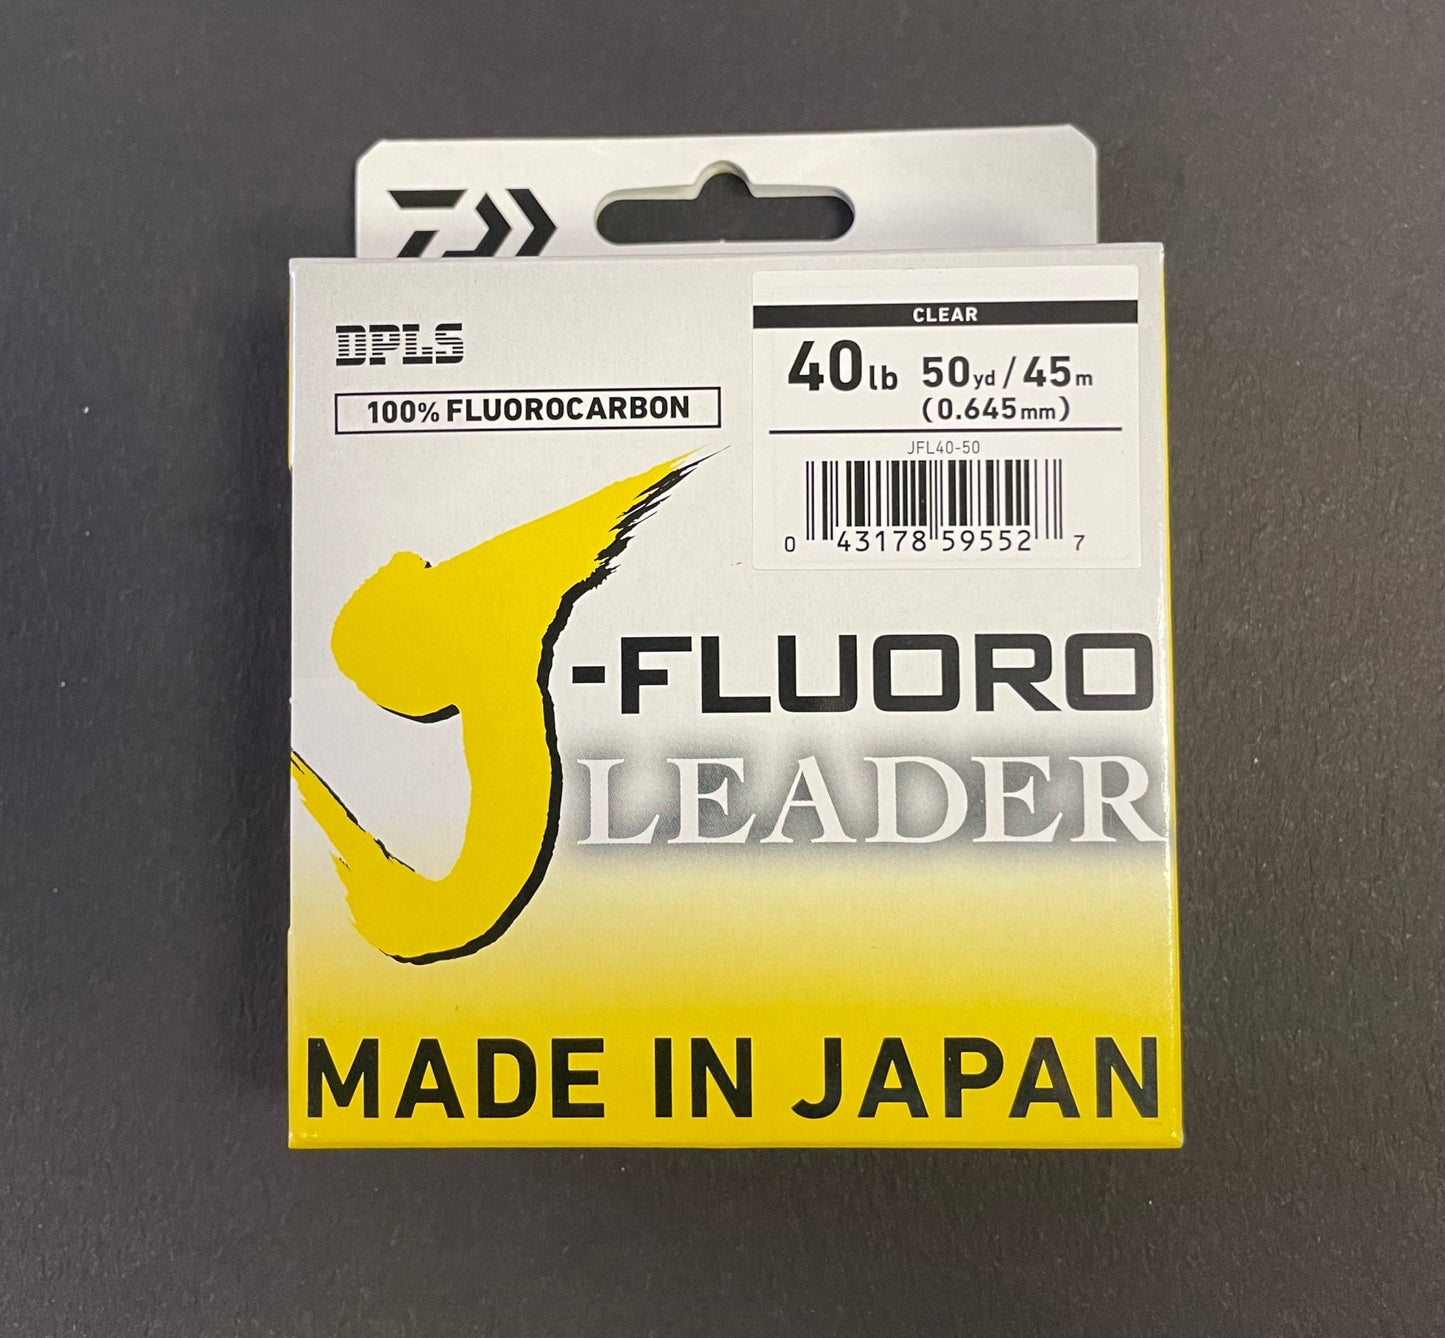 DPLS
100% FLUOROCARBON
CLEAR
40lb 50yd/45m
(0.645mm)
JFL40-50
0 43178 59552 7
J-FLUORO
LEADER
MADE IN JAPAN